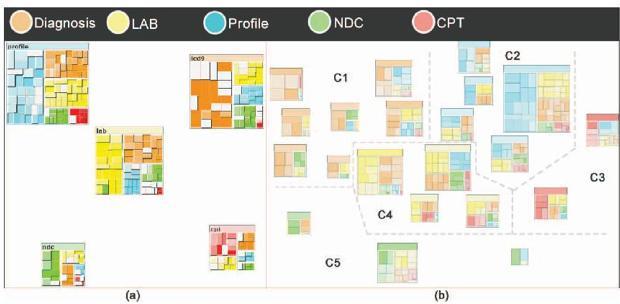 Diagnosis LAB Profile NDC CPT
profile
icd9
lab
ndc
cpt
C1
C2
C3
C4
C5
(a) (b)